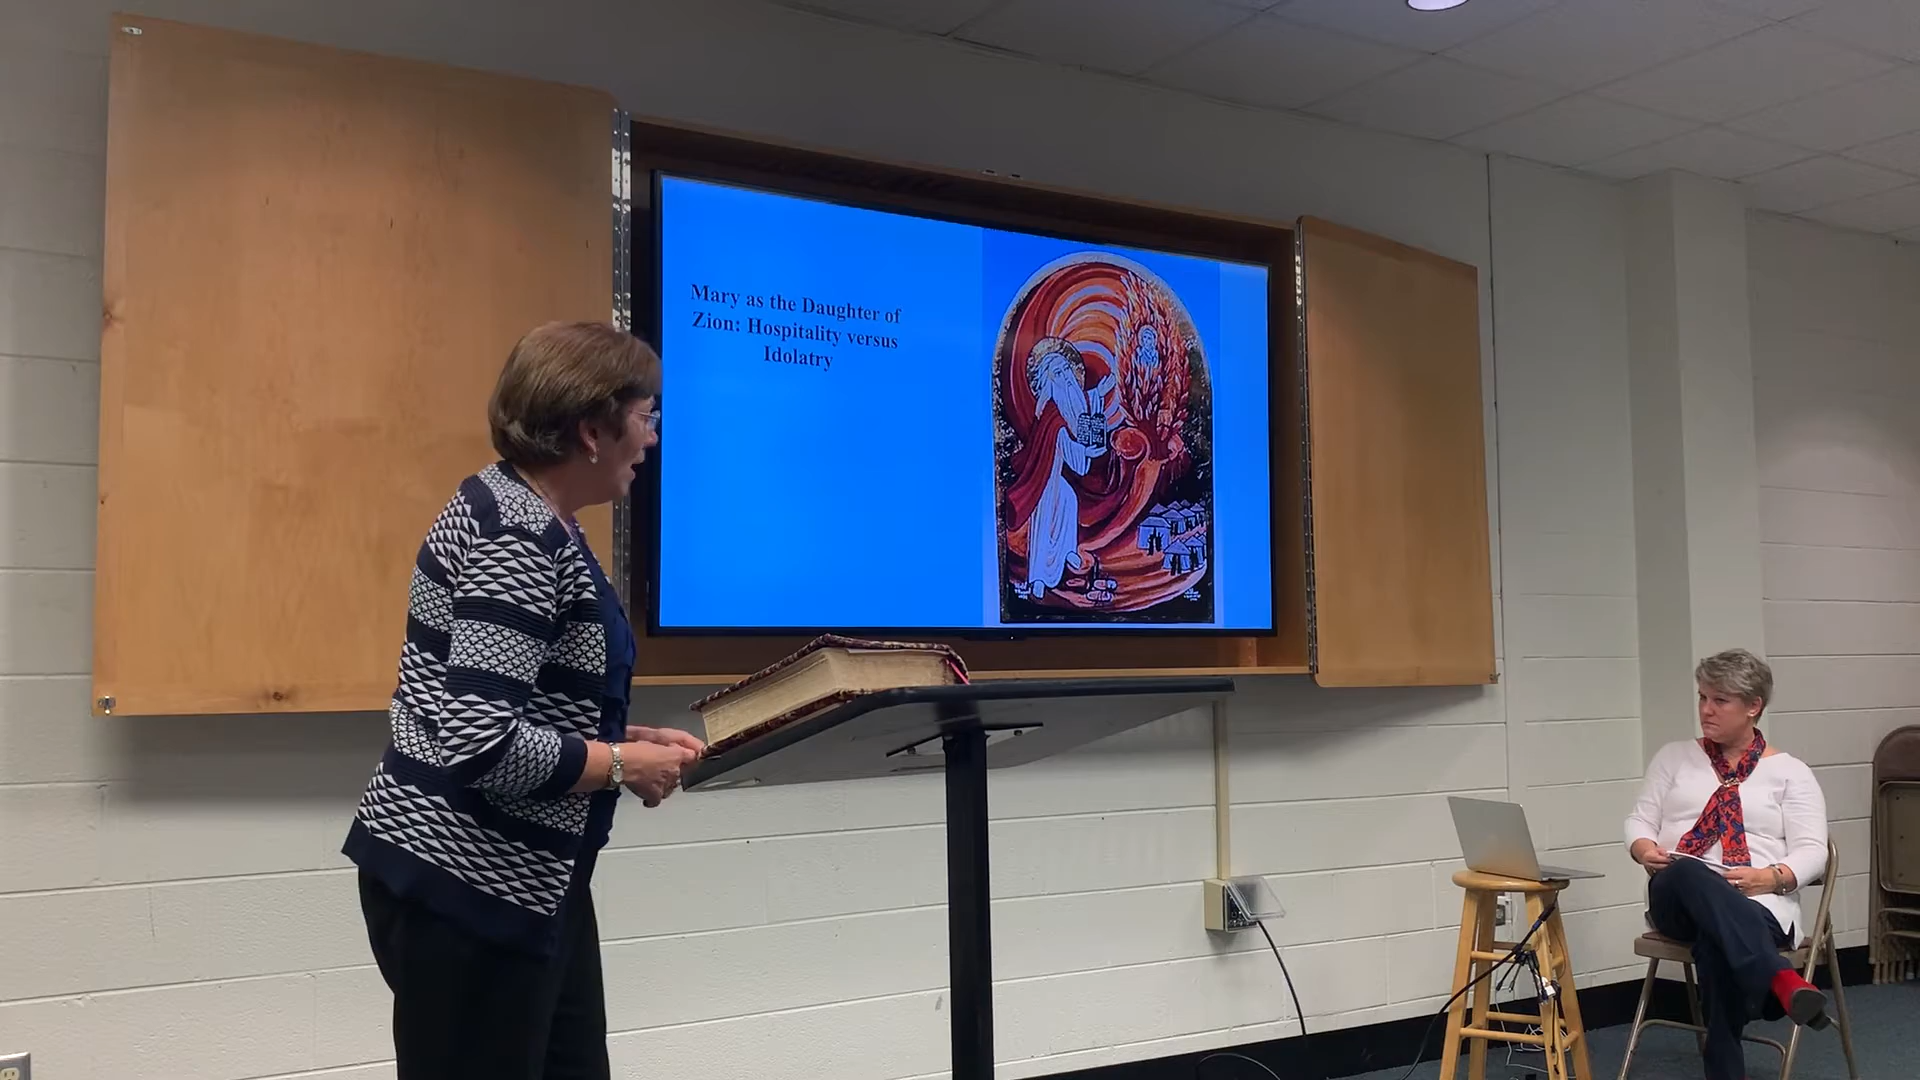 Mary as the Daughter of
Zion: Hospitality versus
Idolatry